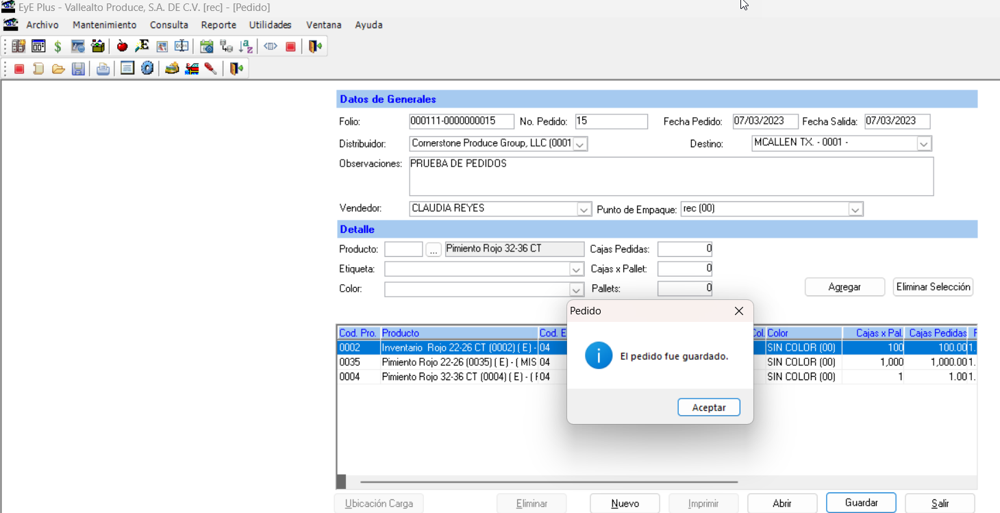 EyE Plus - Vallealto Produce, S.A. DE C.V. [rec] - [Pedido]
Archivo Mantenimiento Consulta Reporte Utilidades Ventana Ayuda
Datos de Generales
Folio: 000111-0000000015 No. Pedido: 15 Fecha Pedido: 07/03/2023 Fecha Salida: 07/03/2023
Distribuidor: Cornerstone Produce Group, LLC (0001 Destino: MCALLEN TX. - 0001 -
Observaciones: PRUEBA DE PEDIDOS
Vendedor: CLAUDIA REYES Punto de Empaque: rec (00)
Detalle
Producto: ... Pimiento Rojo 32-36 CT Cajas Pedidas: 0
Etiqueta: Cajas x Pallet: 0
Color: Pallets: 0
Agregar Eliminar Selección
Pedido
Cod. Pro. Producto Cod. E Col. Color Cajas x Pal. Cajas Pedidas
0002 Inventario Rojo 22-26 CT (0002) ( E) - 04 SIN COLOR (00) 100 100.00 1.
0035 Pimiento Rojo 22-26 (0035) ( E) - ( MIS 04 SIN COLOR (00) 1,000 1,000.00 1.
0004 Pimiento Rojo 32-36 CT (0004) ( E) - ( F 04 SIN COLOR (00) 1 1.00 1.
El pedido fue guardado.
Aceptar
Ubicación Carga Eliminar Nuevo Imprimir Abrir Guardar Salir